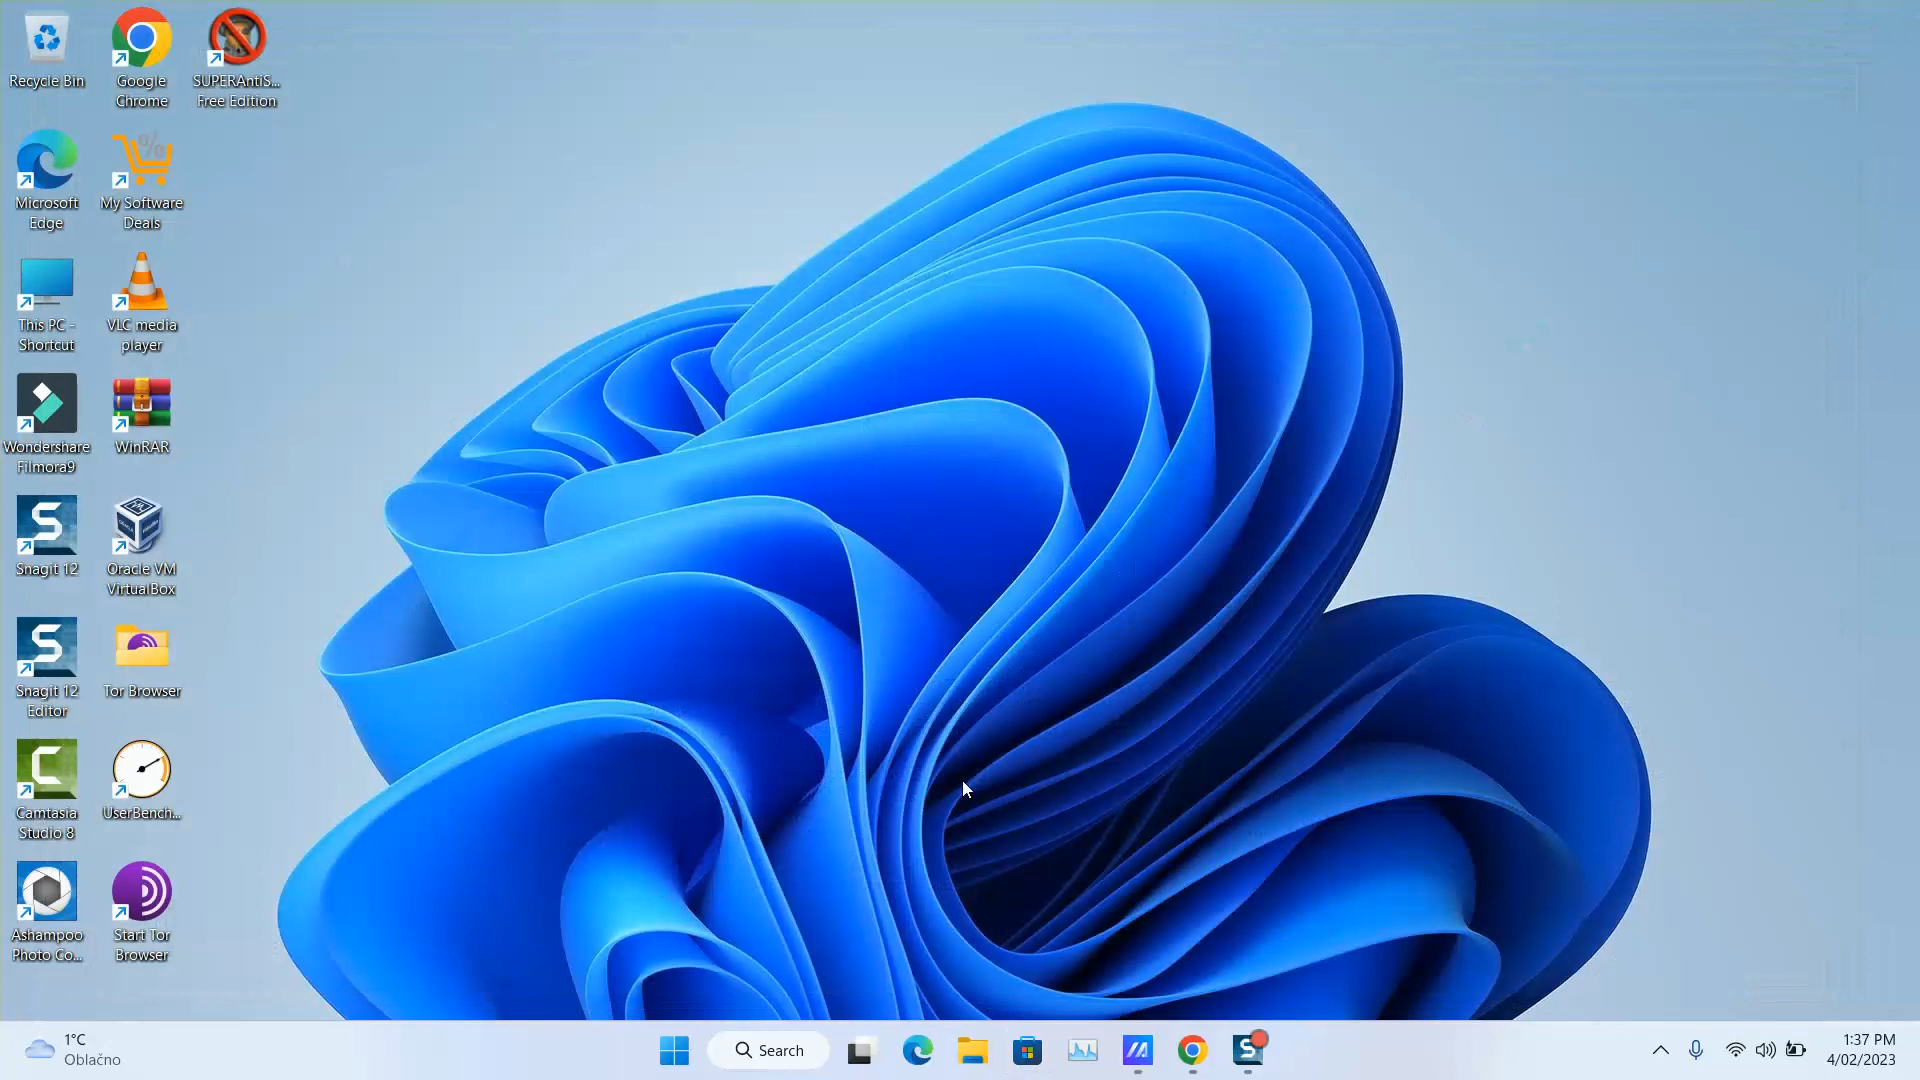 Recycle Bin
Google
Chrome
SUPERAntiS...
Free Edition
Microsoft
Edge
My Software
Deals
This PC -
Shortcut
VLC media
player
Wondershare
Filmora9
WinRAR
Snagit 12
Oracle VM
VirtualBox
Snagit 12
Editor
Tor Browser
Camtasia
Studio 8
UserBench...
Ashampoo
Photo Co...
Start Tor
Browser
1°C
Oblačno
Search
1:37 PM
4/02/2023